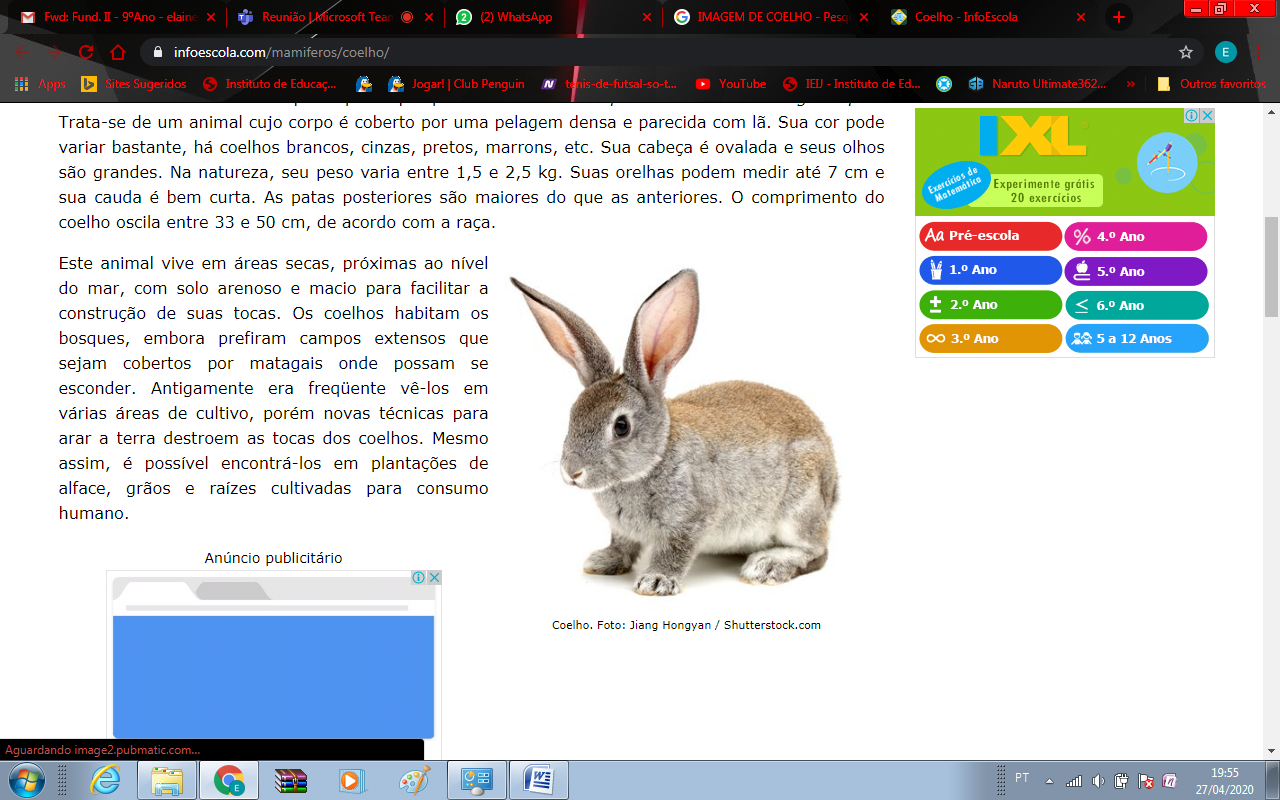 Fwd: Fund. II - 9ºAno - elaine
Reunião | Microsoft Tean
(2) WhatsApp
IMAGEM DE COELHO - Pesq
Coelho - InfoEscola
infoescola.com/mamiferos/coelho/
E
Apps
Sites Sugeridos
Instituto de Educaç...
Jogar! | Club Penguin
tenis-de-futsal-so-t...
YouTube
IEIJ - Instituto de Ed...
Naruto Ultimate362...
»
Outros favoritos
Trata-se de um animal cujo corpo é coberto por uma pelagem densa e parecida com lã. Sua cor pode
variar bastante, há coelhos brancos, cinzas, pretos, marrons, etc. Sua cabeça é ovalada e seus olhos
são grandes. Na natureza, seu peso varia entre 1,5 e 2,5 kg. Suas orelhas podem medir até 7 cm e
sua cauda é bem curta. As patas posteriores são maiores do que as anteriores. O comprimento do
coelho oscila entre 33 e 50 cm, de acordo com a raça.
Este animal vive em áreas secas, próximas ao nível
do mar, com solo arenoso e macio para facilitar a
construção de suas tocas. Os coelhos habitam os
bosques, embora prefiram campos extensos que
sejam cobertos por matagais onde possam se
esconder. Antigamente era freqüente vê-los em
várias áreas de cultivo, porém novas técnicas para
arar a terra destroem as tocas dos coelhos. Mesmo
assim, é possível encontrá-los em plantações de
alface, grãos e raízes cultivadas para consumo
humano.
Anúncio publicitário
Coelho. Foto: Jiang Hongyan / Shutterstock.com
IXL
Exercícios de
Matemática
Experimente grátis
20 exercícios
Aa Pré-escola
% 4.º Ano
1.º Ano
5.º Ano
± 2.º Ano
≤ 6.º Ano
∞ 3.º Ano
5 a 12 Anos
Aguardando image2.pubmatic.com...
PT
19:55
27/04/2020